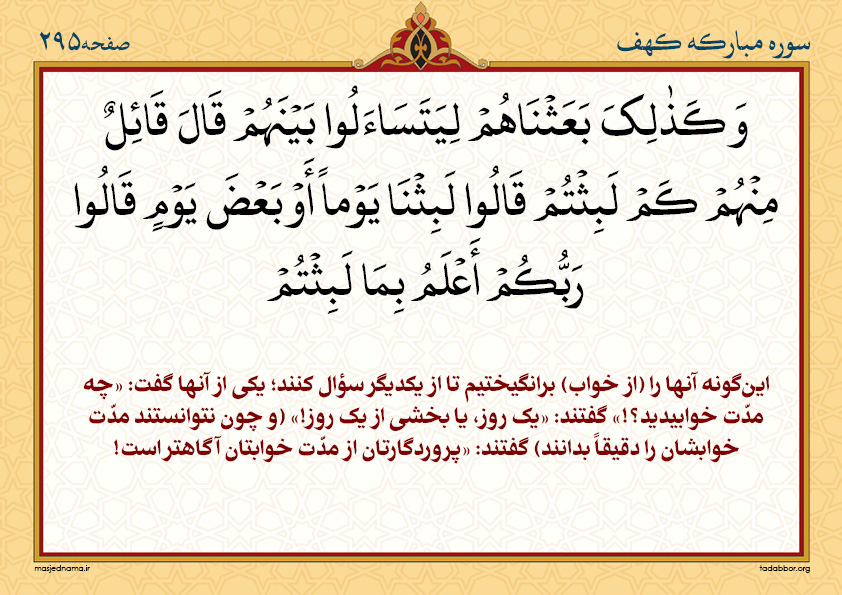 سوره مبارکه کهف
صفحه۲۹۵
وَ كَذٰلِکَ بَعَثْنَاهُمْ لِيَتَسَاءَلُوا بَيْنَهُمْ قَالَ قَائِلٌ
مِنْهُمْ كَمْ لَبِثْتُمْ قَالُوا لَبِثْنَا يَوْماً أَوْ بَعْضَ يَوْمٍ قَالُوا
رَبُّكُمْ أَعْلَمُ بِمَا لَبِثْتُمْ
این‌گونه آنها را (از خواب) برانگیختیم تا از یکدیگر سؤال کنند؛ یکی از آنها گفت: «چه
مدّت خوابیدید؟!» گفتند: «یک روز، یا بخشی از یک روز!» (و چون نتوانستند مدّت
خوابشان را دقیقاً بدانند) گفتند: «پروردگارتان از مدّت خوابتان آگاهتر است!
masjednama.ir
tadabbor.org